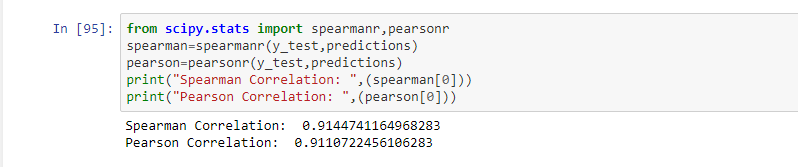 In [95]: from scipy.stats import spearmanr,pearsonr
spearman=spearmanr(y_test,predictions)
pearson=pearsonr(y_test,predictions)
print("Spearman Correlation: ",(spearman[0]))
print("Pearson Correlation: ",(pearson[0]))
Spearman Correlation:  0.9144741164968283
Pearson Correlation:  0.9110722456106283